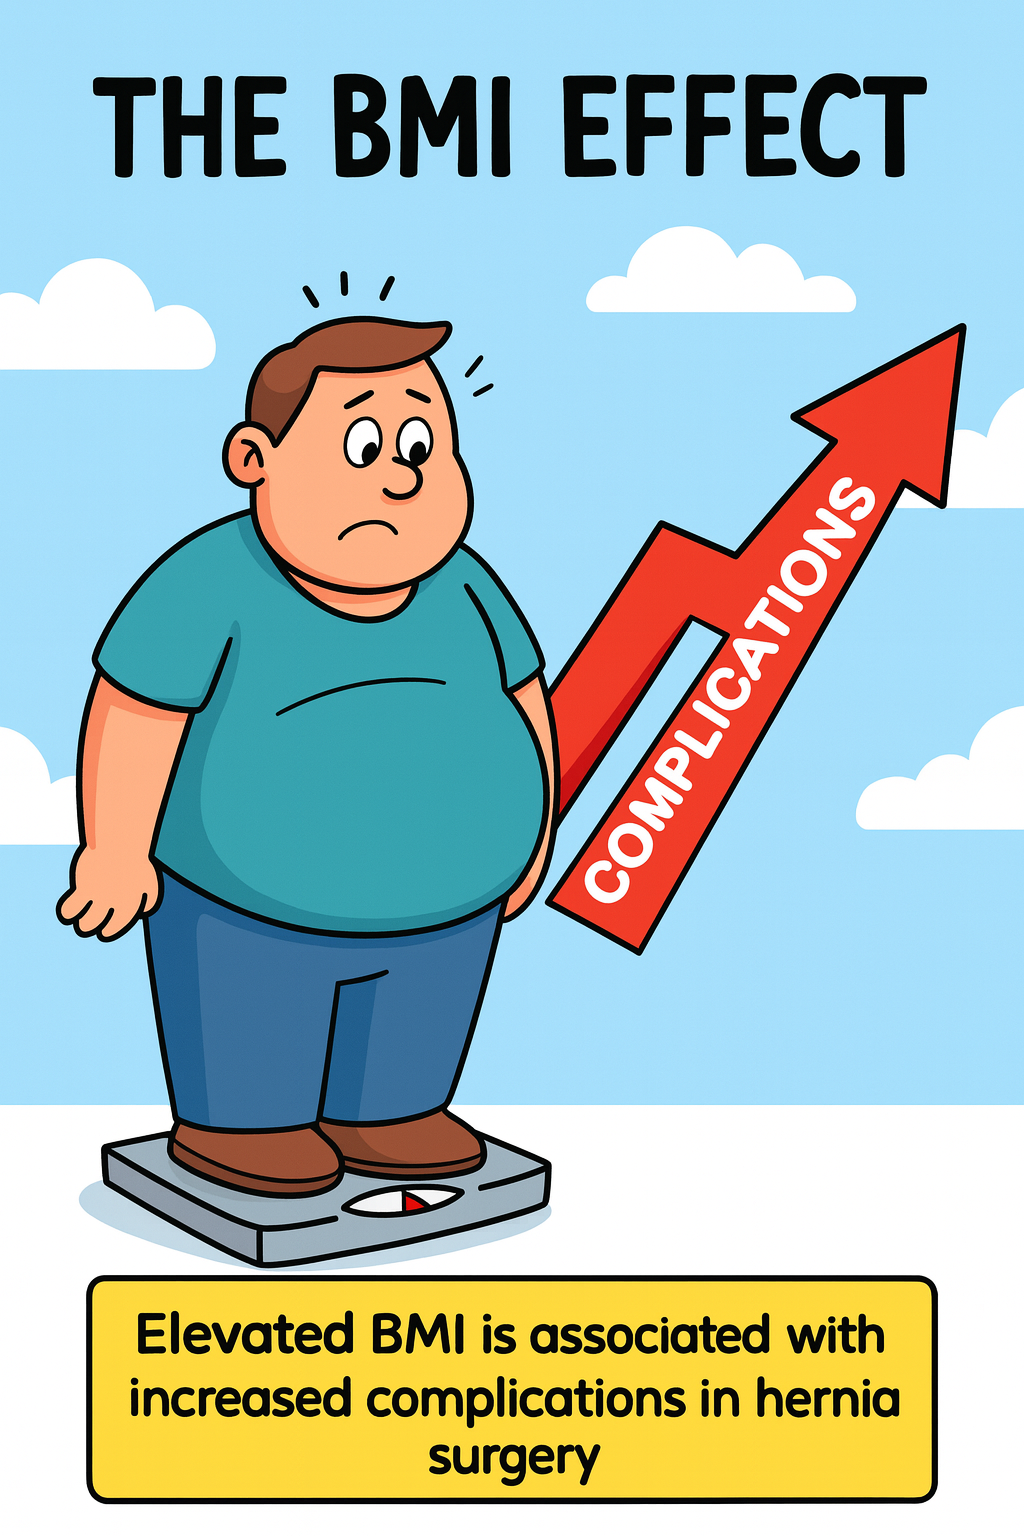 THE BMI EFFECT
COMPLICATIONS
Elevated BMI is associated with
increased complications in hernia
surgery